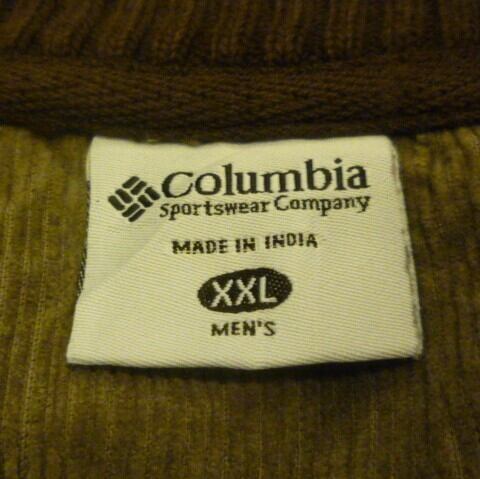 Columbia
Sportswear Company
MADE IN INDIA
XXL
MEN'S